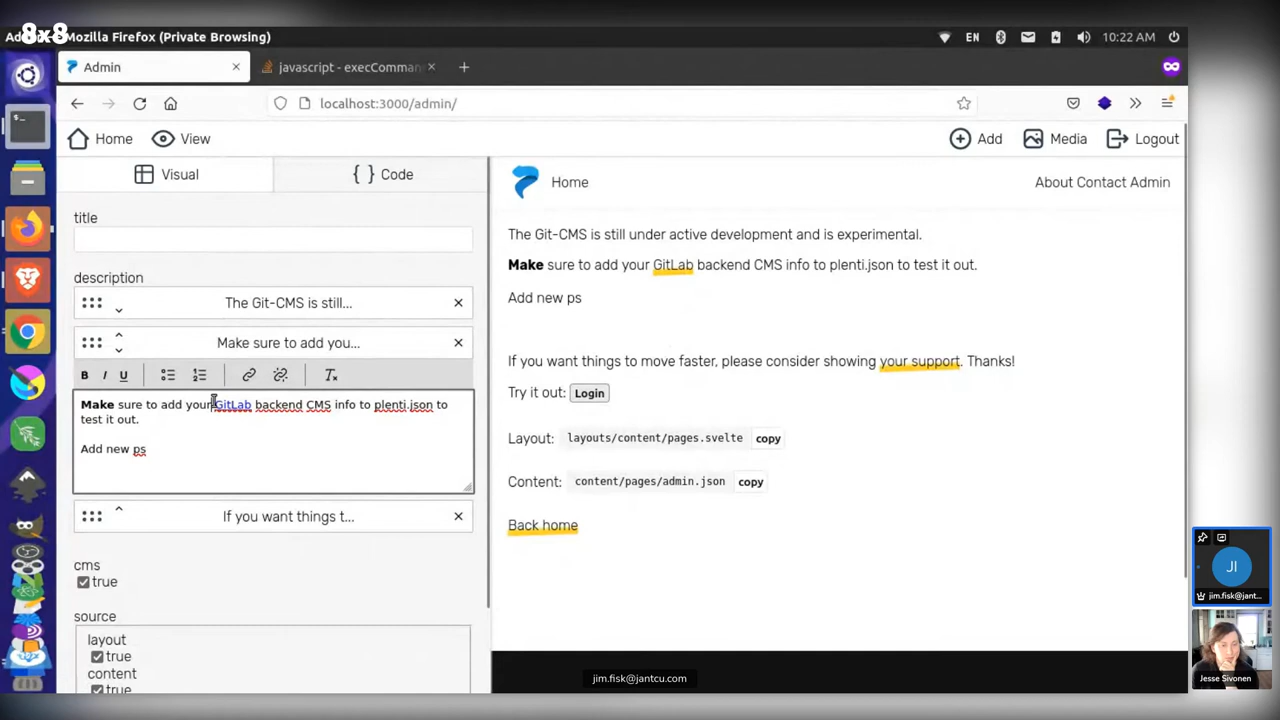 8x8
Ad
Mozilla Firefox (Private Browsing)
EN
10:22 AM
Admin
javascript - execComman
localhost:3000/admin/
Home
View
Add
Media
Logout
Visual
{ } Code
Home
About Contact Admin
title
description
The Git-CMS is still...
Make sure to add you...
B I U
Make sure to add your GitLab backend CMS info to plenti.json to
test it out.
Add new ps
If you want things t...
cms
true
source
layout
true
content
true
The Git-CMS is still under active development and is experimental.
Make sure to add your GitLab backend CMS info to plenti.json to test it out.
Add new ps
If you want things to move faster, please consider showing your support. Thanks!
Try it out: Login
Layout: layouts/content/pages.svelte copy
Content: content/pages/admin.json copy
Back home
jim.fisk@jantcu.com
JI
jim.fisk@jant...
Jesse Sivonen